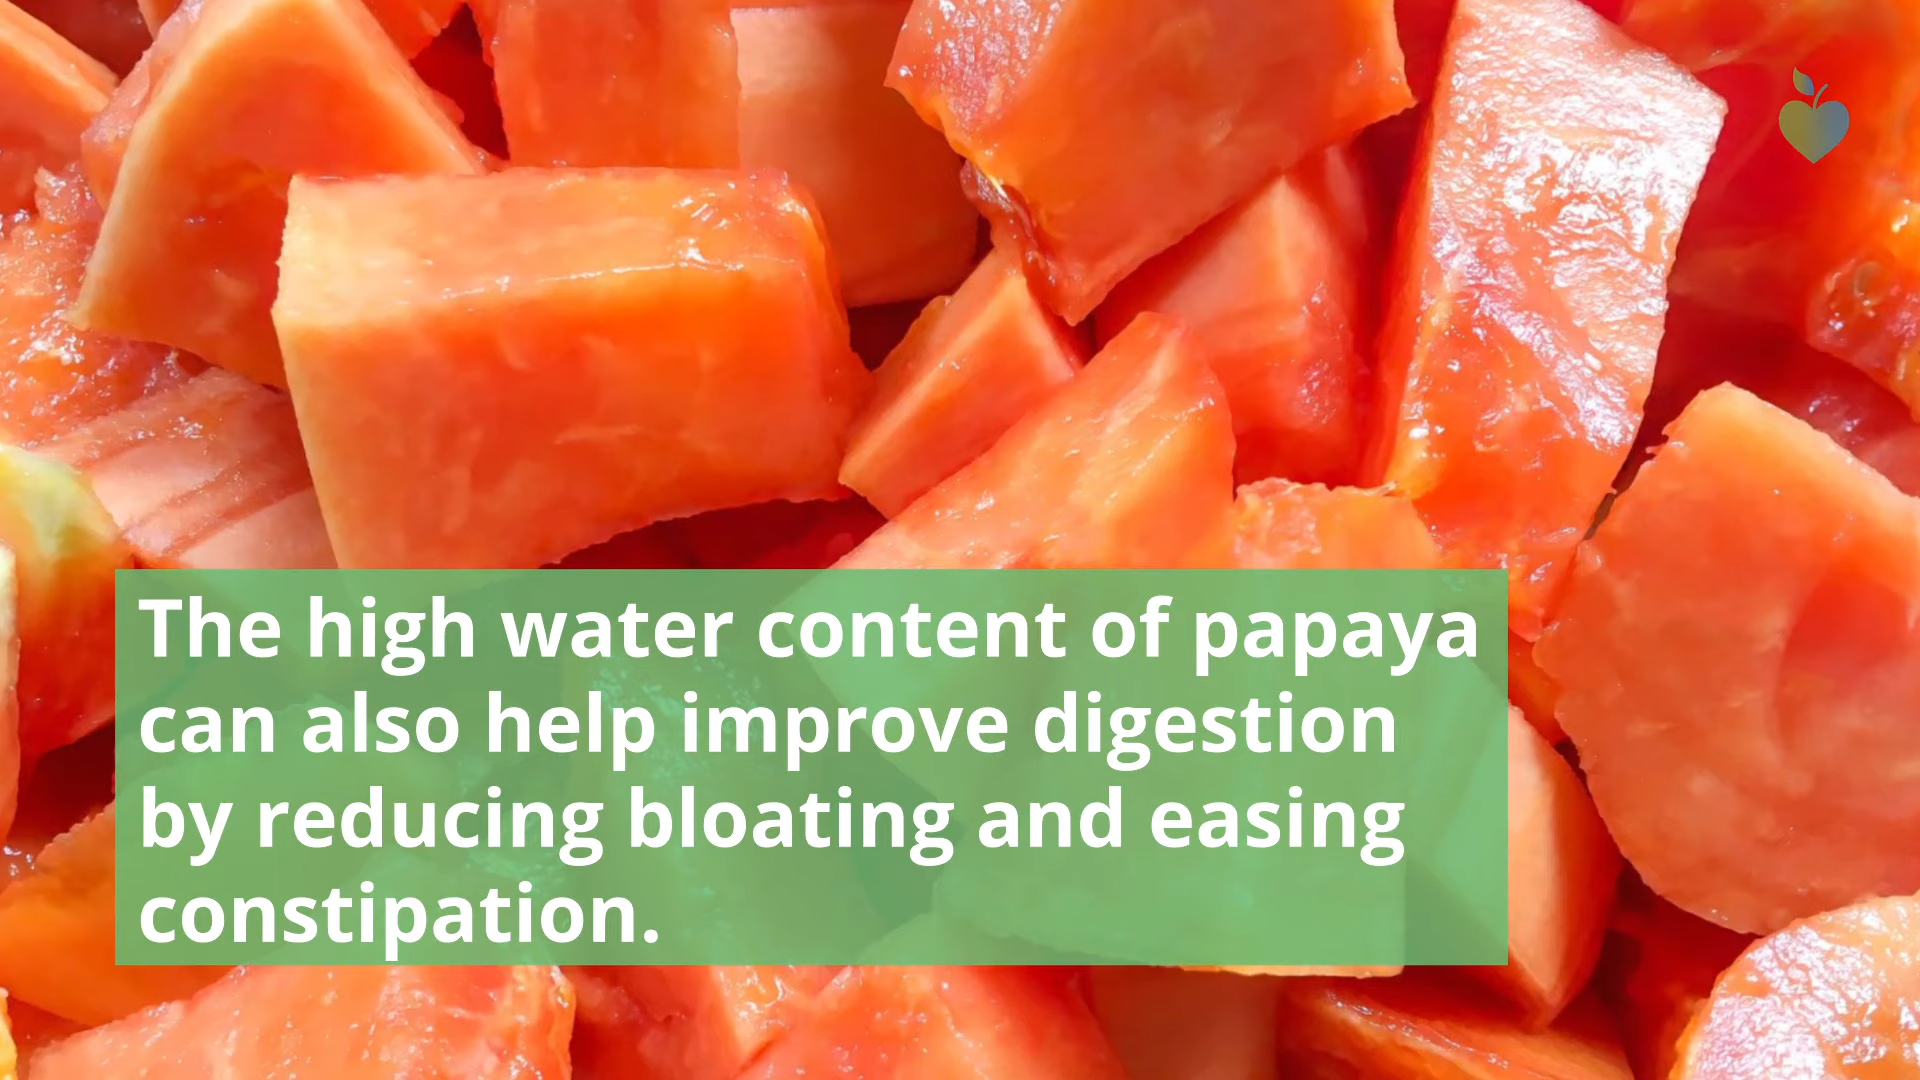 The high water content of papaya
can also help improve digestion
by reducing bloating and easing
constipation.